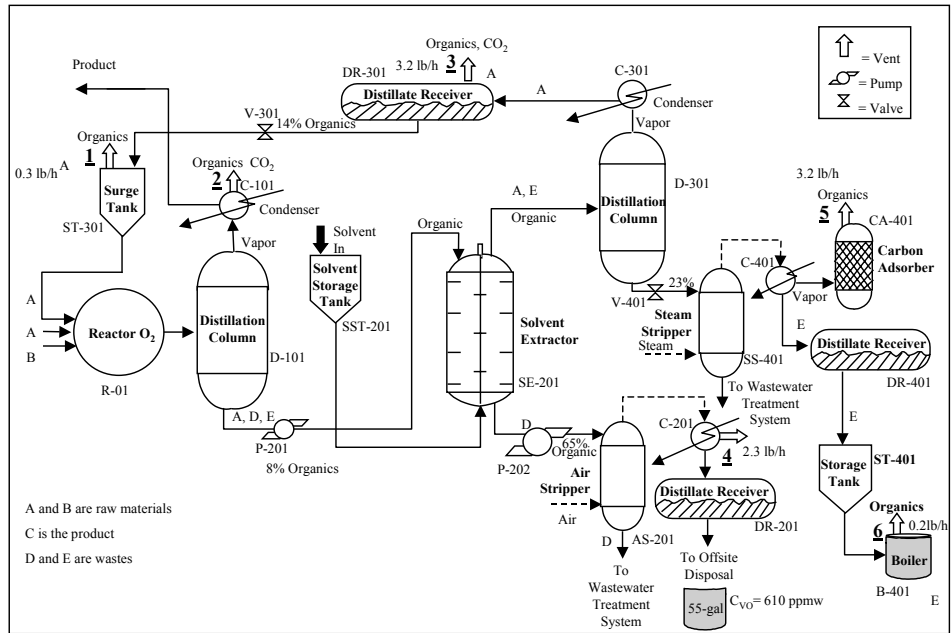 Organics, CO2
3
3.2 lb/h
A
DR-301
Distillate Receiver
C-301
A
Condenser
Vapor
= Vent
= Pump
= Valve
Product
V-301
14% Organics
Organics
1
0.3 lb/h
A
Surge
Tank
ST-301
Organics CO2
2
C-101
Condenser
Vapor
D-301
Distillation
Column
A, E
Organic
Organic
Solvent
In
Solvent
Storage
Tank
SST-201
Solvent
Extractor
SE-201
3.2 lb/h
Organics
5
CA-401
Carbon
Adsorber
C-401
Vapor
V-401
23%
Steam
Stripper
Steam
SS-401
E
Distillate Receiver
DR-401
To Wastewater
Treatment
System
A
A
B
Reactor O2
R-01
Distillation
Column
D-101
A, D, E
P-201
8% Organics
D
P-202
65%
Organic
Air
Stripper
Air
AS-201
D
To
Wastewater
Treatment
System
C-201
4
2.3 lb/h
Distillate Receiver
DR-201
To Offsite
Disposal
55-gal
CVO= 610 ppmw
E
Storage
Tank
ST-401
Organics
6
0.2lb/h
Boiler
B-401
E
A and B are raw materials
C is the product
D and E are wastes